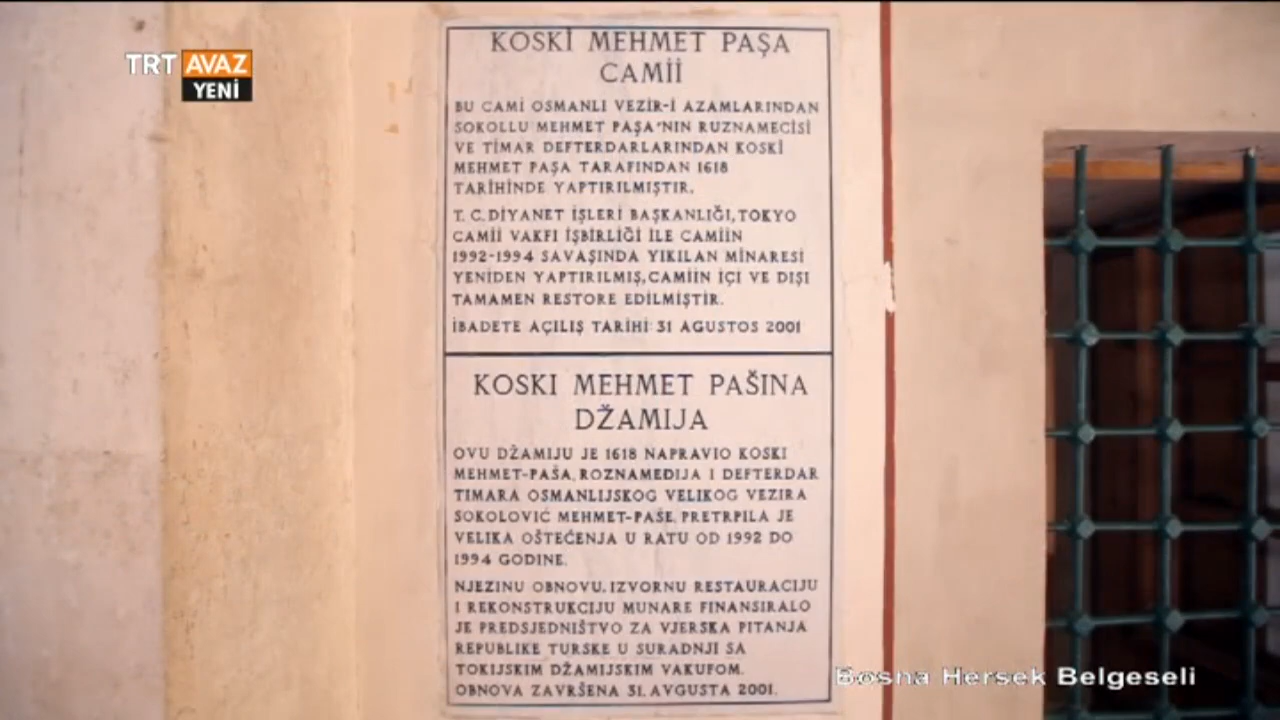 TRT AVAZ
YENİ
KOSKİ MEHMET PAŞA
CAMİİ
BU CAMİ OSMANLI VEZİR-İ AZAMLARINDAN
SOKOLLU MEHMET PAŞA'NIN RUZNAMECİSİ
VE TİMAR DEFTERDARLARINDAN KOSKİ
MEHMET PAŞA TARAFINDAN 1618
TARİHİNDE YAPTIRILMIŞTIR.
T. C. DİYANET İŞLERİ BAŞKANLIĞI, TOKYO
CAMİİ VAKFI İŞBİRLİĞİ İLE CAMİİN
1992-1994 SAVAŞINDA YIKILAN MİNARESİ
YENİDEN YAPTIRILMIŞ, CAMİİN İÇİ VE DIŞI
TAMAMEN RESTORE EDİLMİŞTİR.
İBADETE AÇILIŞ TARİHİ: 31 AGUSTOS 2001
KOSKI MEHMET PAŠINA
DŽAMIJA
OVU DŽAMIJU JE 1618 NAPRAVIO KOSKI
MEHMET-PAŠA, ROZNAMEDIJA I DEFTERDAR
TIMARA OSMANLIJSKOG VELIKOG VEZIRA
SOKOLOVIĆ MEHMET-PAŠE. PRETRPILA JE
VELIKA OŠTEĆENJA U RATU OD 1992 DO
1994 GODINE.
NJEZINU OBNOVU, IZVORNU RESTAURACIJU
I REKONSTRUKCIJU MUNARE FINANSIRALO
JE PREDSJEDNIŠTVO ZA VJERSKA PITANJA
REPUBLIKE TURSKE U SURADNJI SA
TOKIJSKIM DŽAMIJSKIM VAKUFOM.
OBNOVA ZAVRŠENA 31. AVGUSTA 2001.
Bosna Hersek Belgeseli